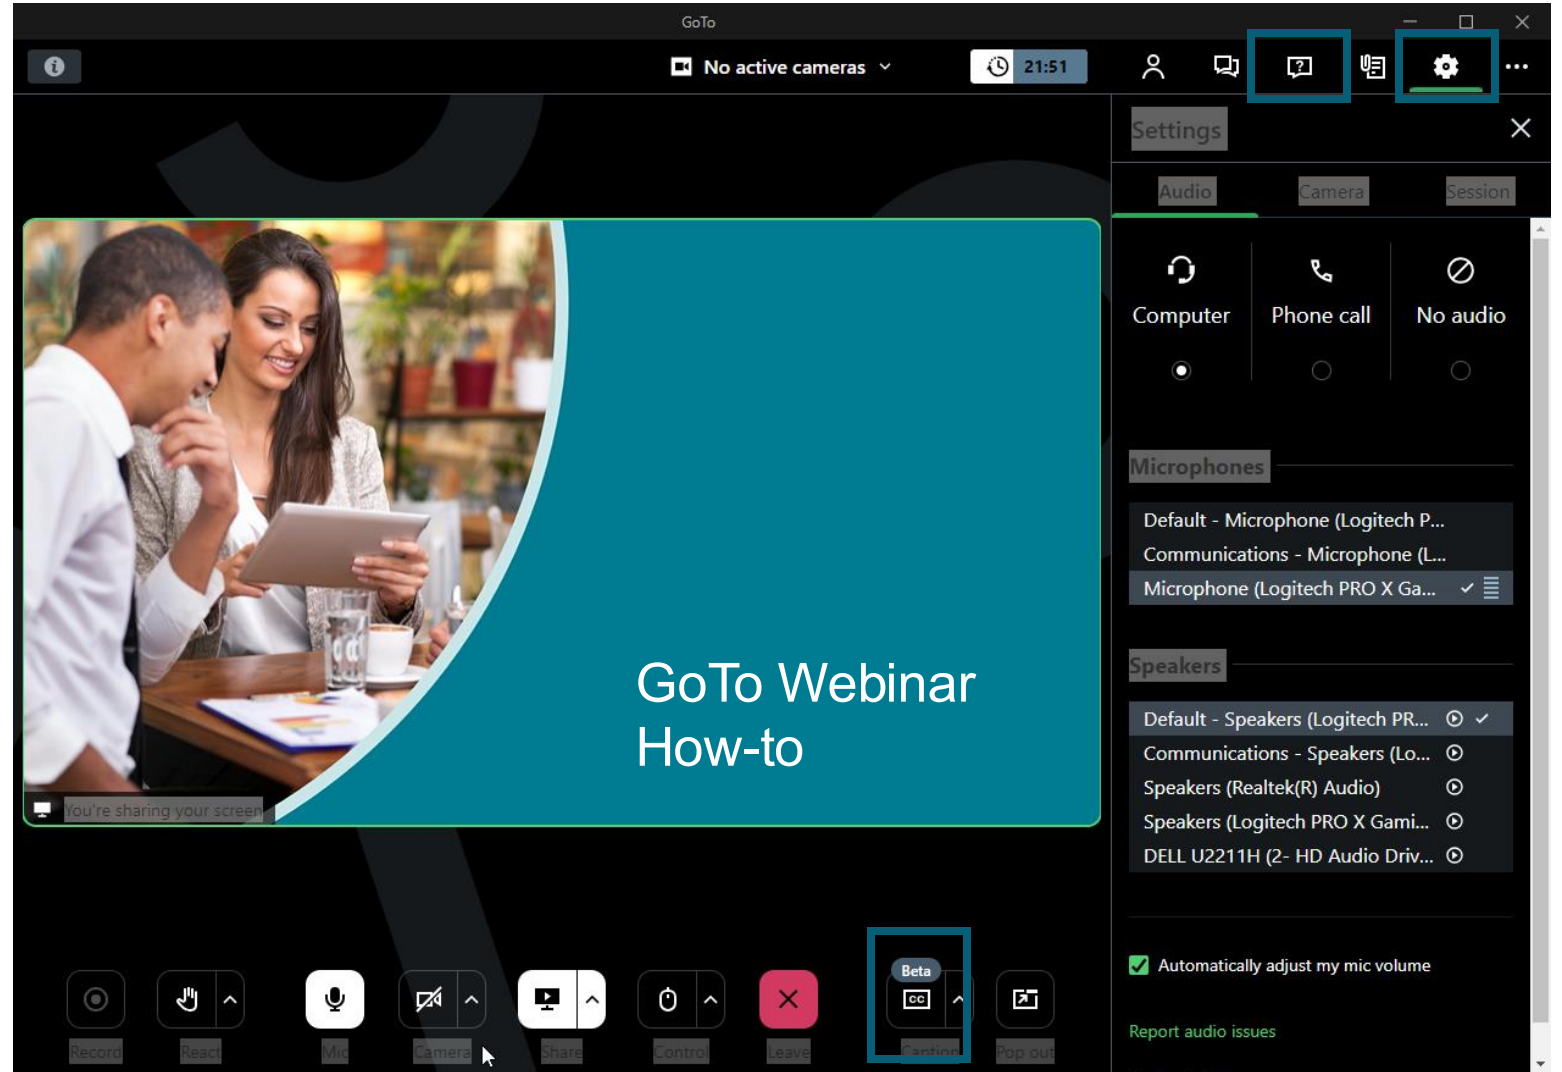 GoTo
No active cameras
21:51
Settings
Audio Camera Session
Computer Phone call No audio
Microphones
Default - Microphone (Logitech P...
Communications - Microphone (L...
Microphone (Logitech PRO X Ga...
Speakers
Default - Speakers (Logitech PR...
Communications - Speakers (Lo...
Speakers (Realtek(R) Audio)
Speakers (Logitech PRO X Gami...
DELL U2211H (2- HD Audio Driv...
Automatically adjust my mic volume
Report audio issues
GoTo Webinar
How-to
You're sharing your screen
Beta
CC
Record React Mic Camera Share Control Leave Caption Pop out